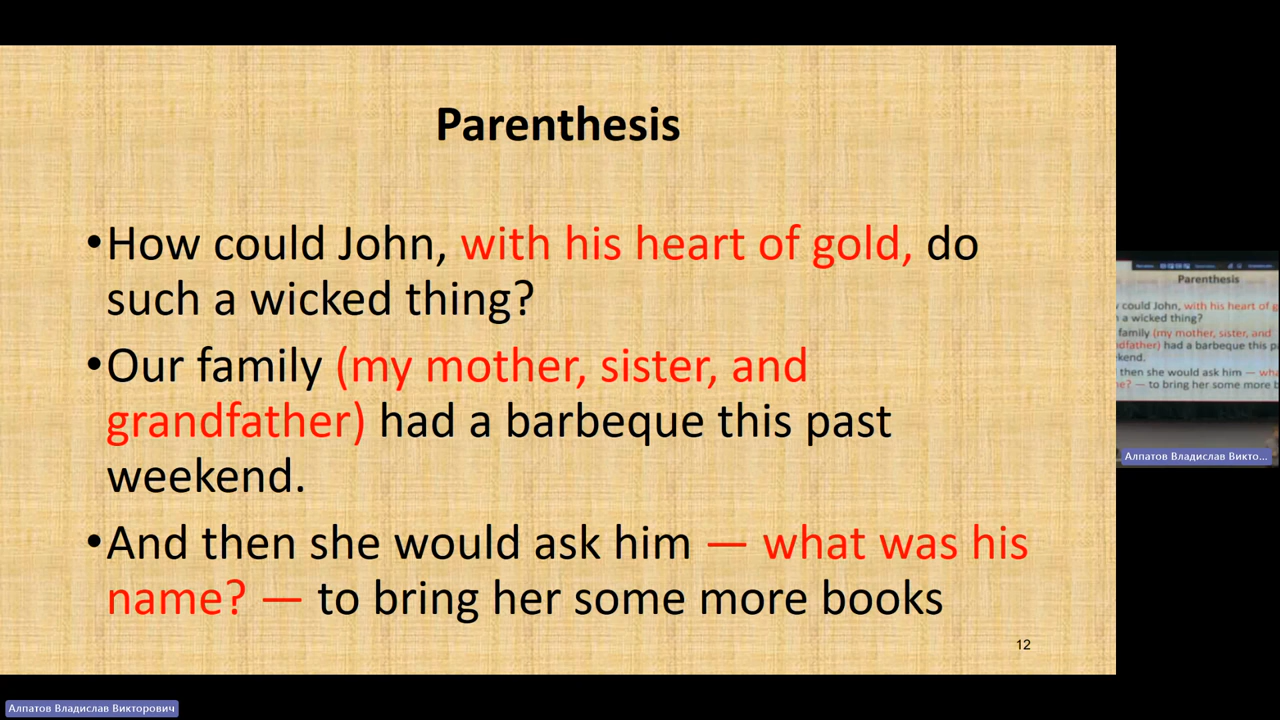 Parenthesis
•How could John, with his heart of gold, do
such a wicked thing?
•Our family (my mother, sister, and
grandfather) had a barbeque this past
weekend.
•And then she would ask him — what was his
name? — to bring her some more books
12
Parenthesis
could John, with his heart of g
a wicked thing?
family (my mother, sister, and
dfather) had a barbeque this pa
kend.
then she would ask him — wha
e? — to bring her some more b
Алпатов Владислав Викто...
Алпатов Владислав Викторович